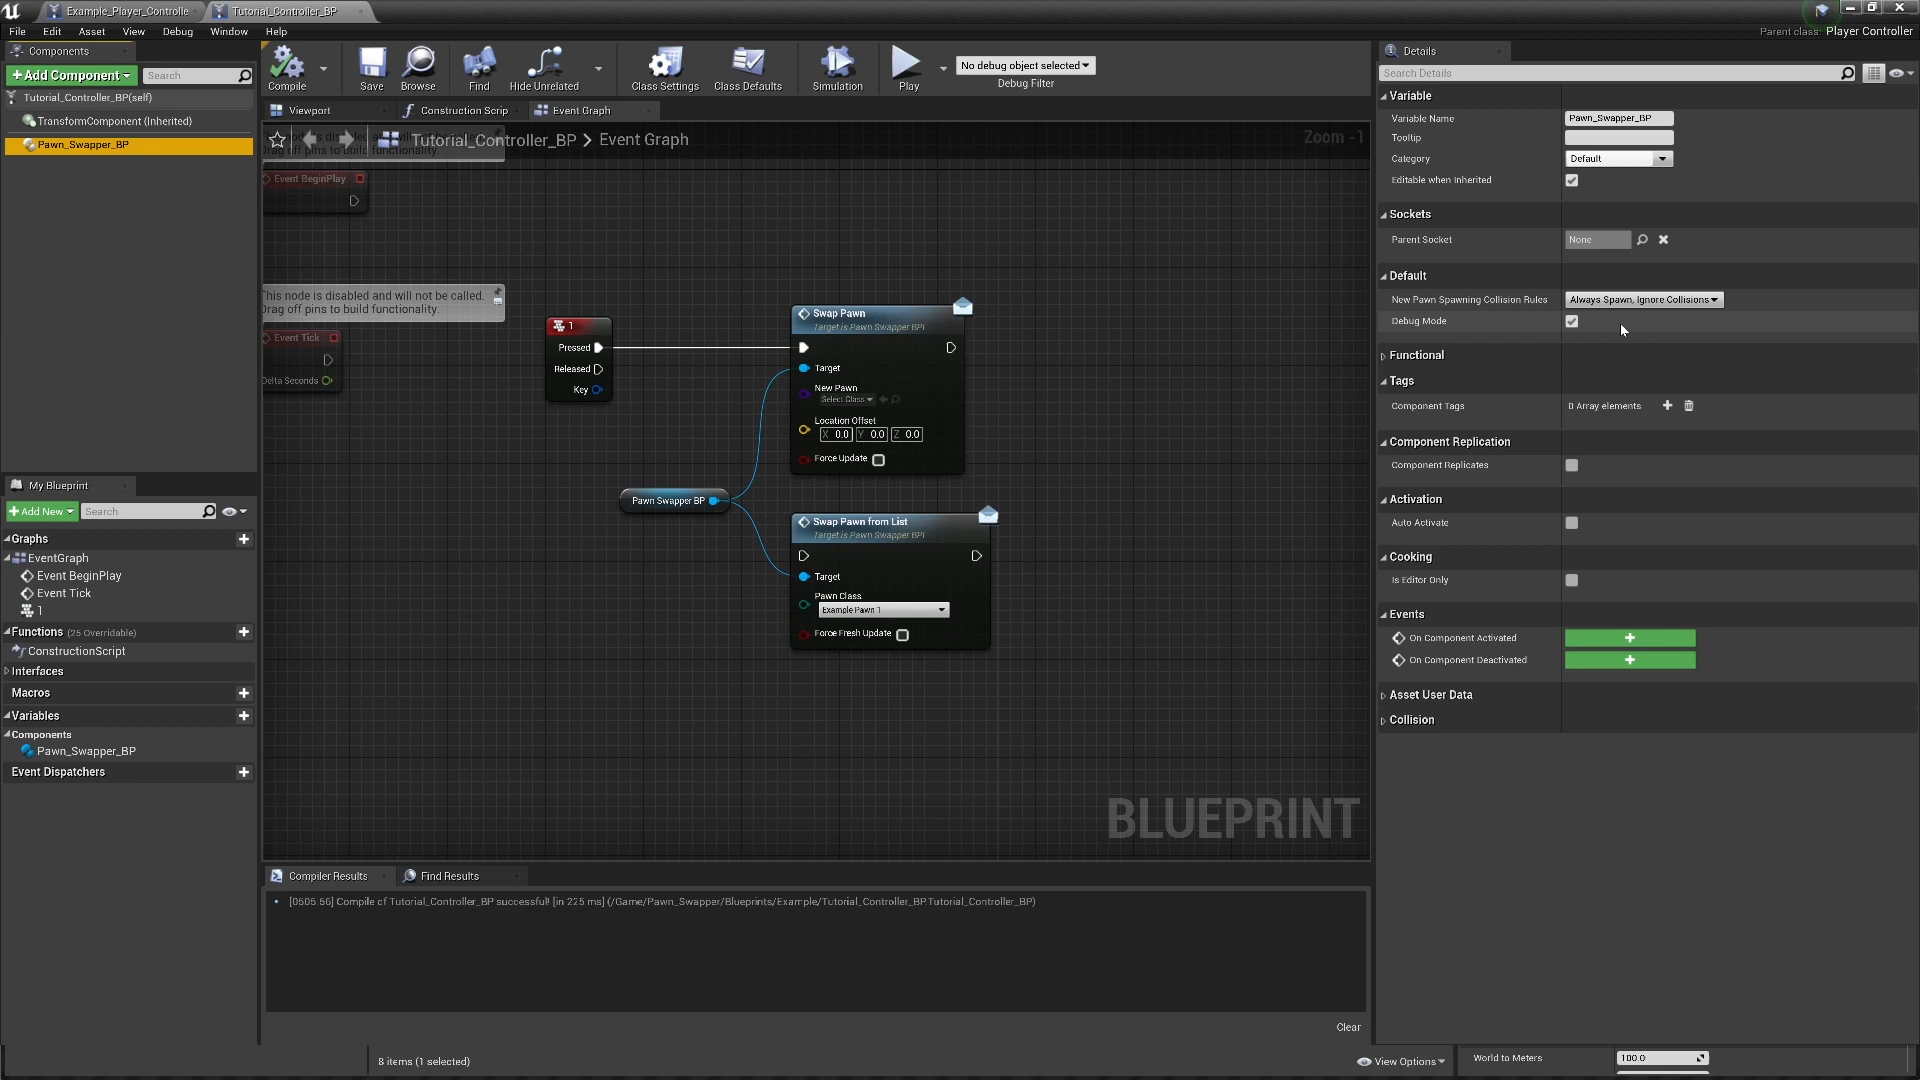 Example_Player_Controlle
Tutorial_Controller_BP
File Edit Asset View Debug Window Help
Parent class: Player Controller
Components
+Add Component
Search
Tutorial_Controller_BP(self)
TransformComponent (Inherited)
Pawn_Swapper_BP
Compile
Save
Browse
Find
Hide Unrelated
Class Settings
Class Defaults
Simulation
Play
No debug object selected
Debug Filter
Viewport
Construction Scrip
Event Graph
Tutorial_Controller_BP > Event Graph
Zoom -1
Event BeginPlay
This node is disabled and will not be called.
Drag off pins to build functionality.
Event Tick
Delta Seconds
1
Pressed
Released
Key
Swap Pawn
Target is Pawn Swapper BPI
Target
New Pawn
Select Class
Location Offset
X 0.0 Y 0.0 Z 0.0
Force Update
Pawn Swapper BP
Swap Pawn from List
Target is Pawn Swapper BPI
Target
Pawn Class
Example Pawn 1
Force Fresh Update
BLUEPRINT
My Blueprint
+Add New
Search
Graphs
EventGraph
Event BeginPlay
Event Tick
1
Functions (25 Overridable)
ConstructionScript
Interfaces
Macros
Variables
Components
Pawn_Swapper_BP
Event Dispatchers
Compiler Results
Find Results
[0505.56] Compile of Tutorial_Controller_BP successful! [in 225 ms] (/Game/Pawn_Swapper/Blueprints/Example/Tutorial_Controller_BP.Tutorial_Controller_BP)
Clear
8 items (1 selected)
View Options
Details
Search Details
Variable
Variable Name Pawn_Swapper_BP
Tooltip
Category Default
Editable when Inherited
Sockets
Parent Socket None
Default
New Pawn Spawning Collision Rules Always Spawn, Ignore Collisions
Debug Mode
Functional
Tags
Component Tags 0 Array elements
Component Replication
Component Replicates
Activation
Auto Activate
Cooking
Is Editor Only
Events
On Component Activated
On Component Deactivated
Asset User Data
Collision
World to Meters 100.0